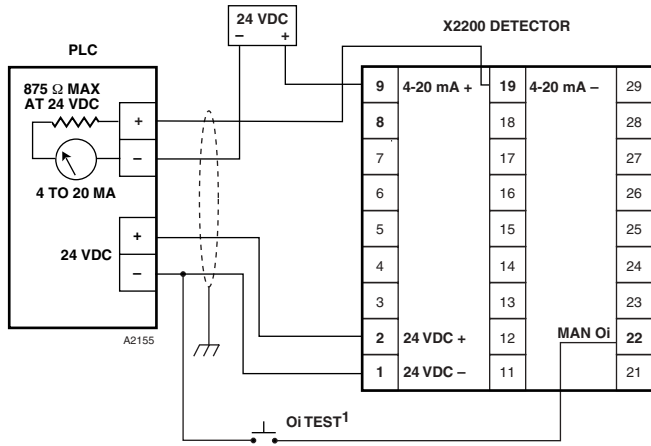 24 VDC
− +
X2200 DETECTOR
PLC
875 Ω MAX
AT 24 VDC
+
−
4 TO 20 MA
24 VDC
+
−
A2155
9 4-20 mA + 19 4-20 mA – 29
8 18 28
7 17 27
6 16 26
5 15 25
4 14 24
3 13 23
2 24 VDC + 12 MAN Oi 22
1 24 VDC – 11 21
Oi TEST1